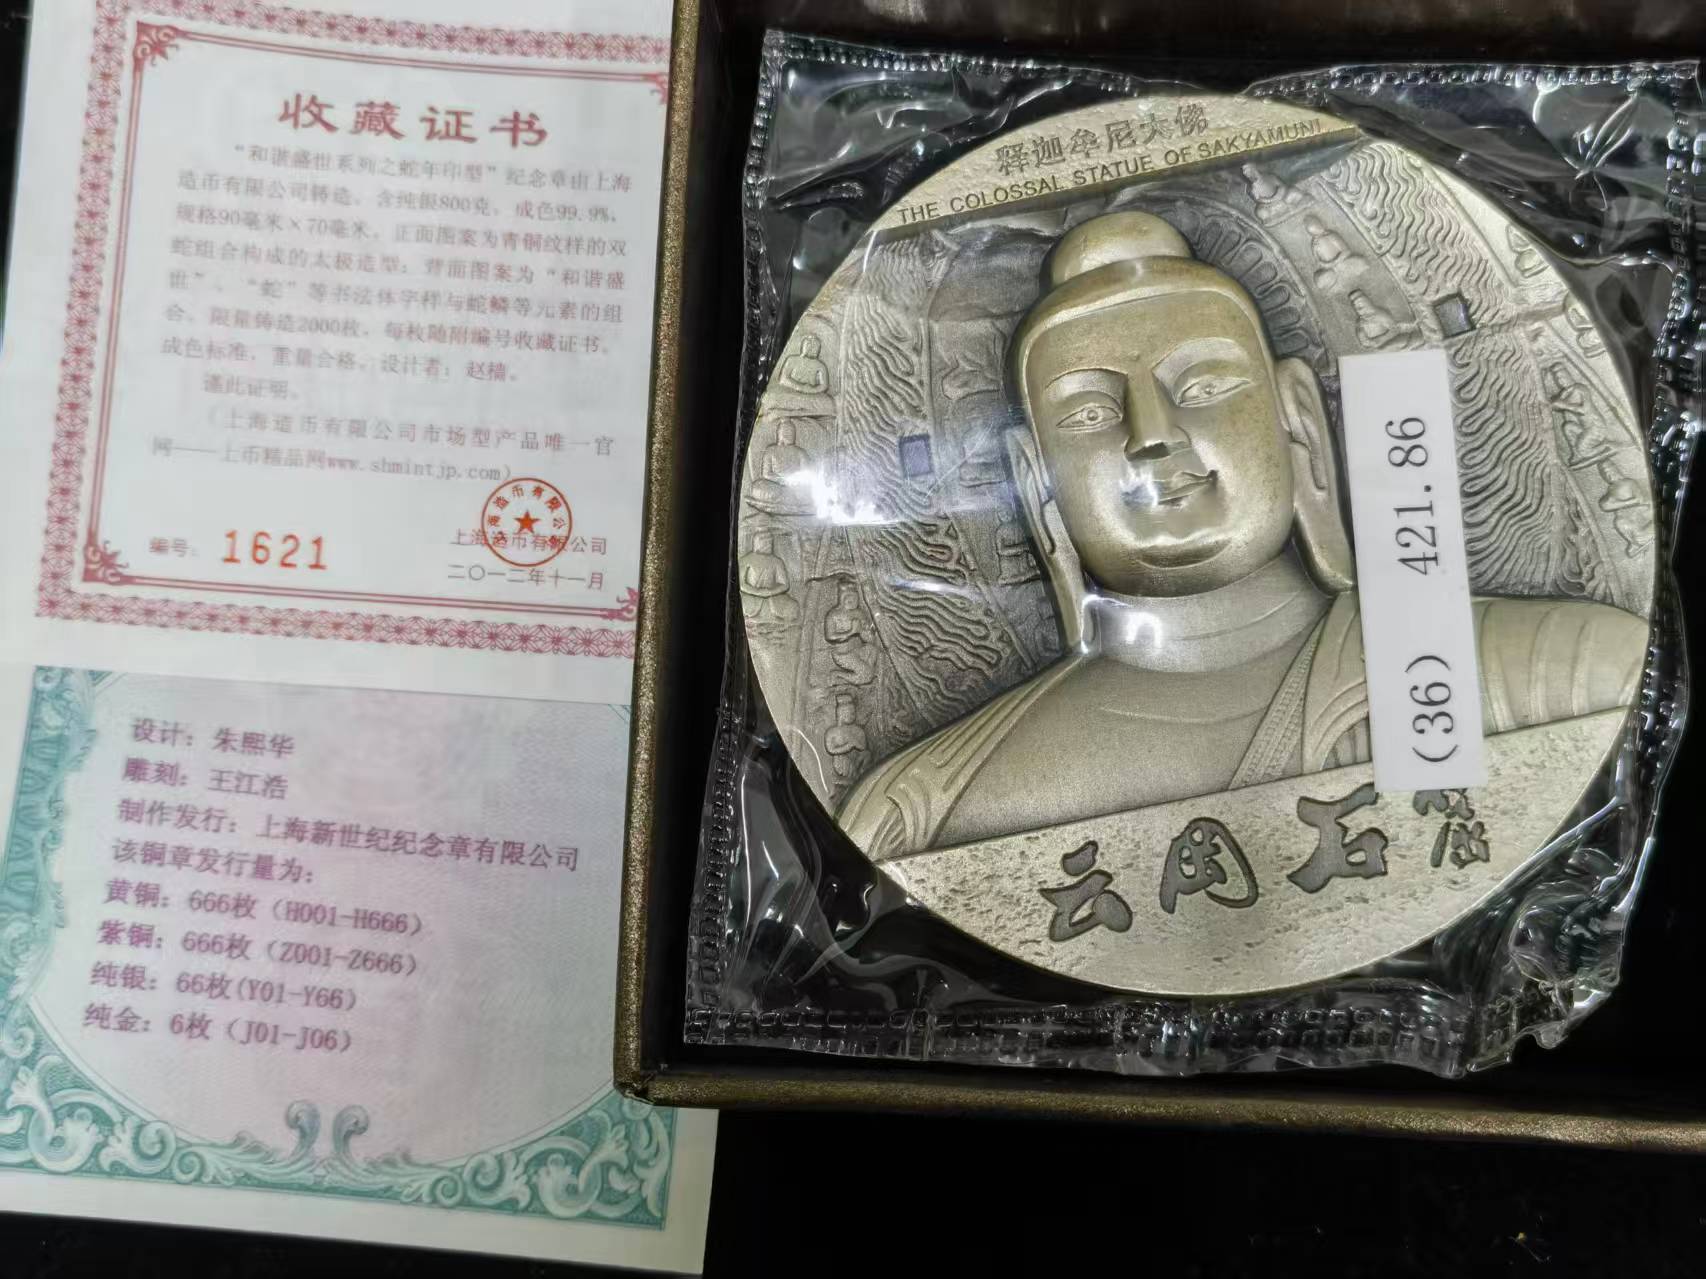 收藏证书
“和谐盛世系列之蛇年印型”纪念章由上海
造币有限公司铸造。含纯银800克，成色99.9%，
规格90毫米×70毫米。正面图案为青铜纹样的双
蛇组合构成的太极造型；背面图案为“和谐盛
世”、“蛇”等书法体字样与蛇鳞等元素的组
合。限量铸造2000枚，每枚随附编号收藏证书。
成色标准，重量合格。设计者：赵樯。
谨此证明。
（上海造币有限公司市场型产品唯一官
网——上币精品网www.shmintjp.com）
上海造币有限公司
编号：1621
二〇一二年十一月
设计：朱熙华
雕刻：王江浩
制作发行：上海新世纪纪念章有限公司
该铜章发行量为：
黄铜：666枚（H001-H666）
紫铜：666枚（Z001-Z666）
纯银：66枚(Y01-Y66）
纯金：6枚（J01-J06）
释迦牟尼大佛
THE COLOSSAL STATUE OF SAKYAMUNI
(36) 421.86
云冈石窟